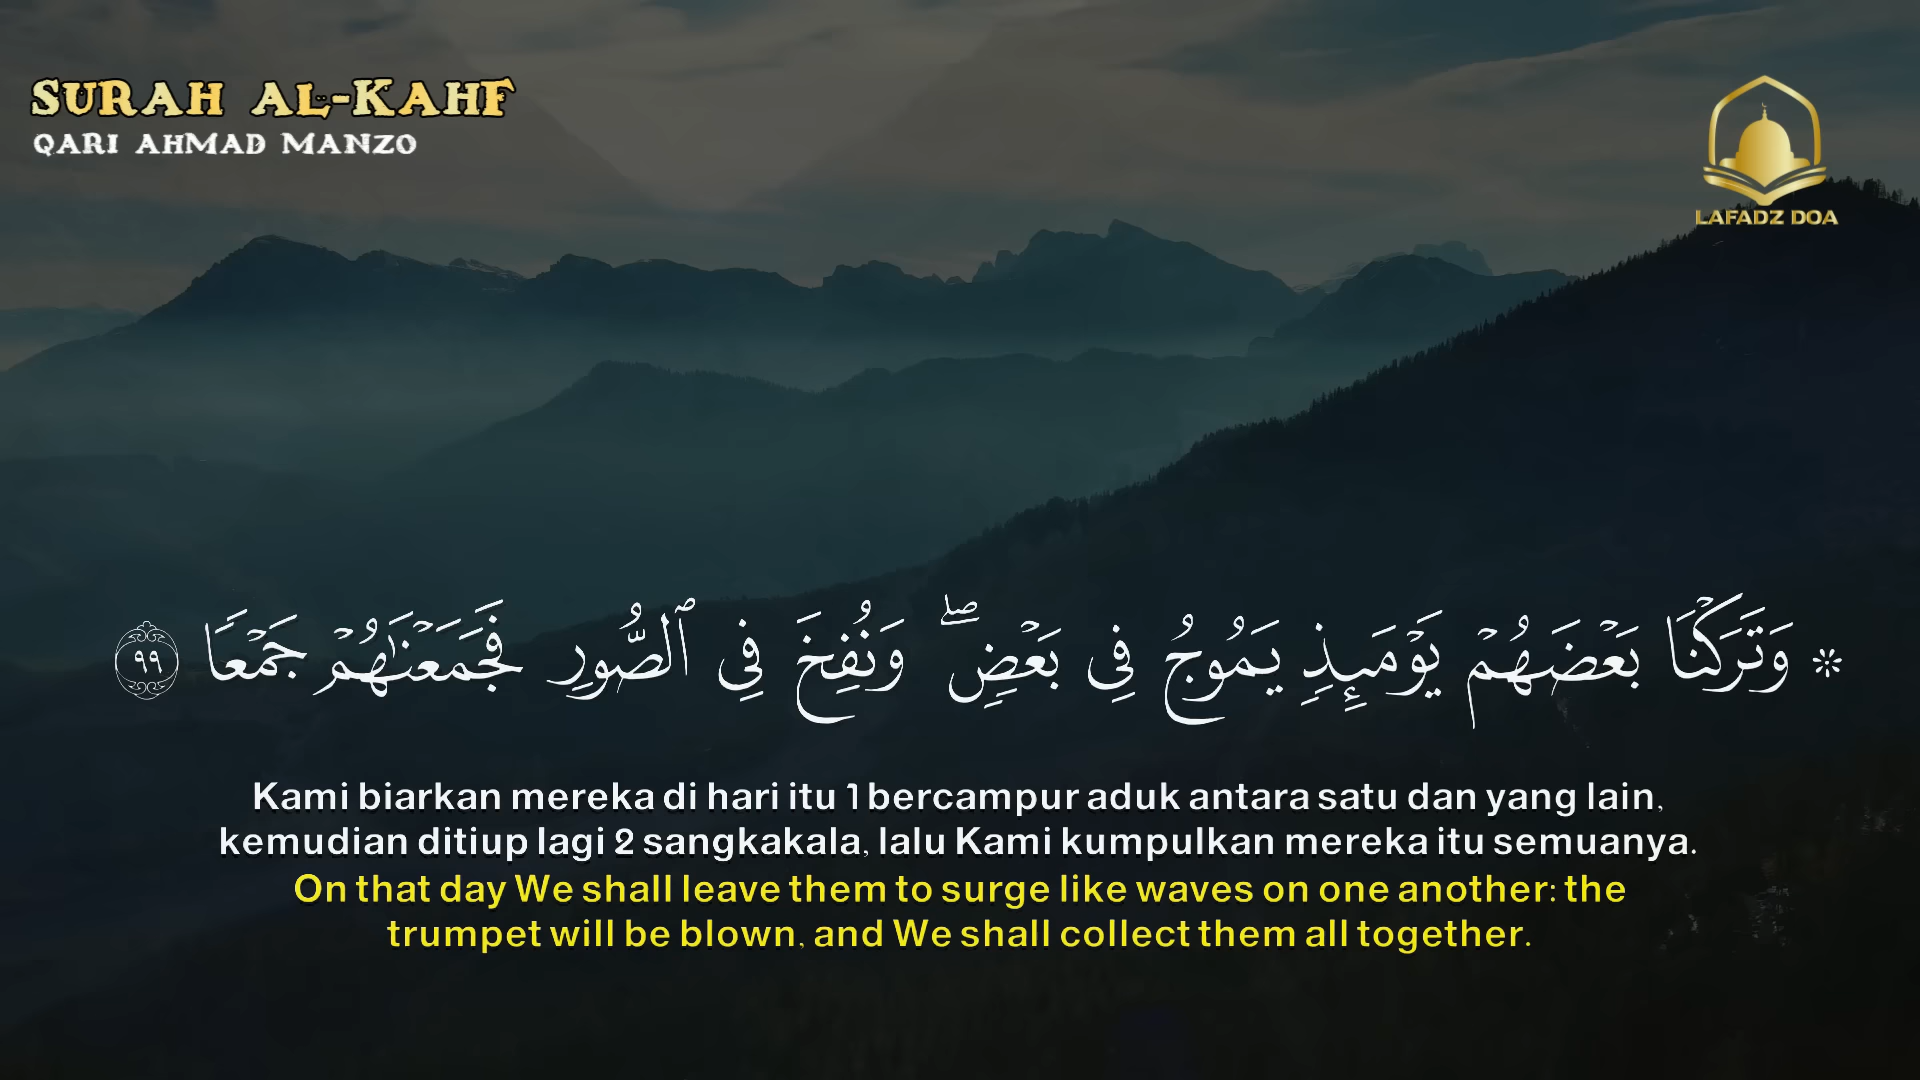 SURAH AL-KAHF
QARI AHMAD MANZO
LAFADZ DOA
۞ وَتَرَكْنَا بَعْضَهُمْ يَوْمَئِذٍ يَمُوجُ فِى بَعْضٍ ۖ وَنُفِخَ فِى ٱلصُّورِ فَجَمَعْنَٰهُمْ جَمْعًا ٩٩
Kami biarkan mereka di hari itu 1 bercampur aduk antara satu dan yang lain,
kemudian ditiup lagi 2 sangkakala, lalu Kami kumpulkan mereka itu semuanya.
On that day We shall leave them to surge like waves on one another: the
trumpet will be blown, and We shall collect them all together.